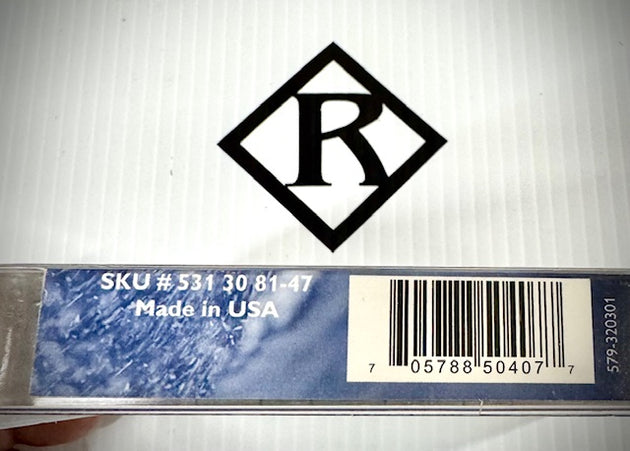 R
SKU # 531 30 81-47
Made in USA
7 05788 50407 7
579-320301